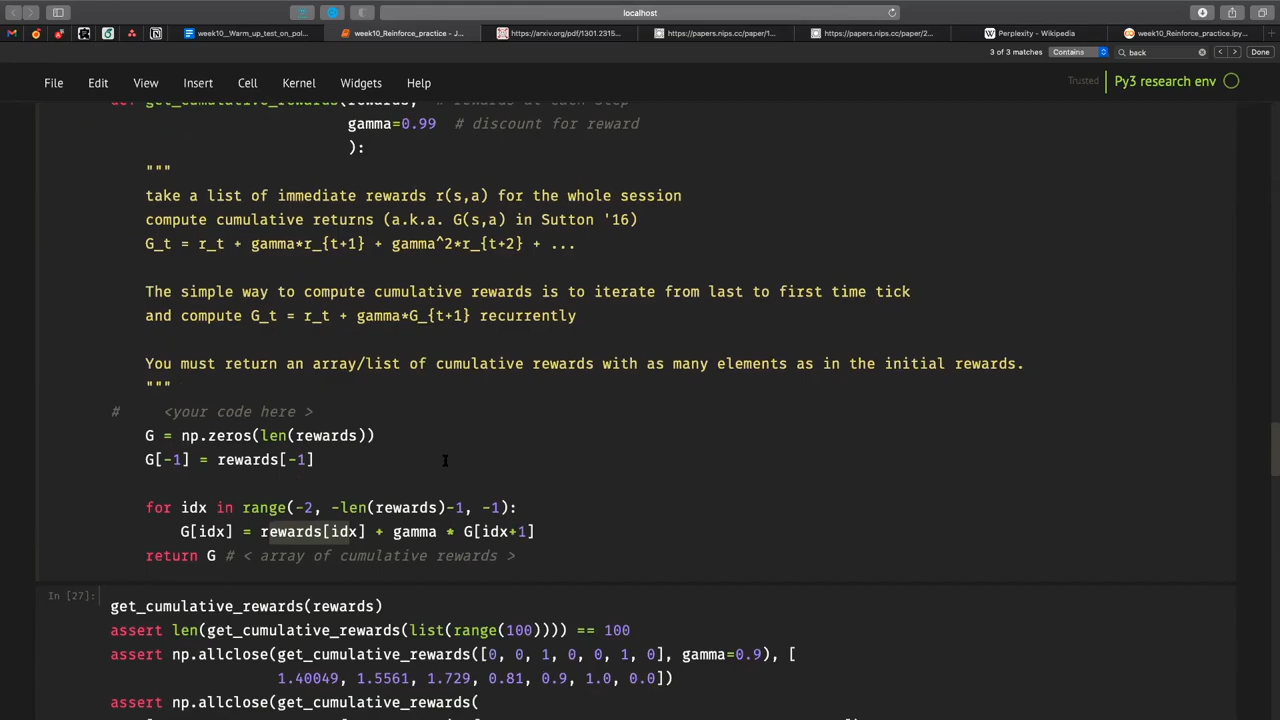 localhost
week10__Warm_up_test_on_pol...
week10_Reinforce_practice - J...
https://arxiv.org/pdf/1301.2315...
https://papers.nips.cc/paper/1...
https://papers.nips.cc/paper/2...
Perplexity - Wikipedia
week10_Reinforce_practice.ipy...
3 of 3 matches
Contains
back
Done
File
Edit
View
Insert
Cell
Kernel
Widgets
Help
Trusted
Py3 research env
def get_cumulative_rewards(rewards,  # rewards at each step
gamma=0.99  # discount for reward
):
"""
take a list of immediate rewards r(s,a) for the whole session
compute cumulative returns (a.k.a. G(s,a) in Sutton '16)
G_t = r_t + gamma*r_{t+1} + gamma^2*r_{t+2} + ...
The simple way to compute cumulative rewards is to iterate from last to first time tick
and compute G_t = r_t + gamma*G_{t+1} recurrently
You must return an array/list of cumulative rewards with as many elements as in the initial rewards.
"""
#     <your code here >
G = np.zeros(len(rewards))
G[-1] = rewards[-1]
for idx in range(-2, -len(rewards)-1, -1):
G[idx] = rewards[idx] + gamma * G[idx+1]
return G # < array of cumulative rewards >
In [27]:
get_cumulative_rewards(rewards)
assert len(get_cumulative_rewards(list(range(100)))) == 100
assert np.allclose(get_cumulative_rewards([0, 0, 1, 0, 0, 1, 0], gamma=0.9), [
1.40049, 1.5561, 1.729, 0.81, 0.9, 1.0, 0.0])
assert np.allclose(get_cumulative_rewards(